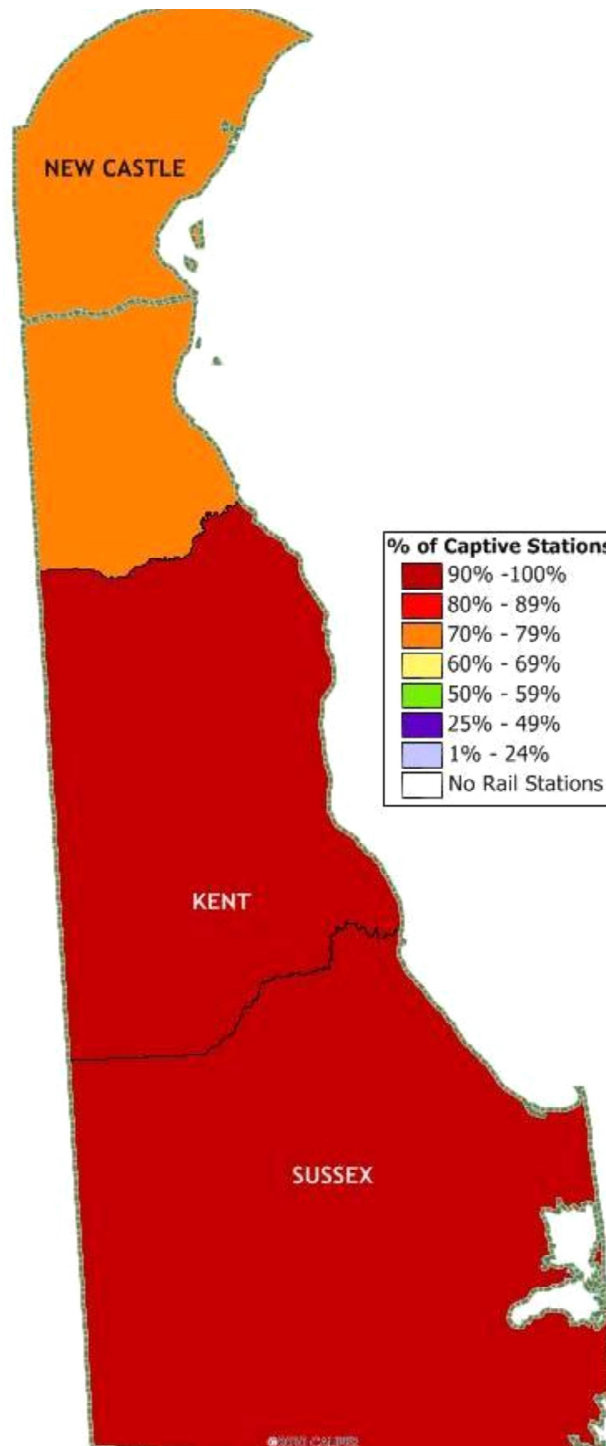 NEW CASTLE
% of Captive Stations
90% -100%
80% - 89%
70% - 79%
60% - 69%
50% - 59%
25% - 49%
1% - 24%
No Rail Stations
KENT
SUSSEX